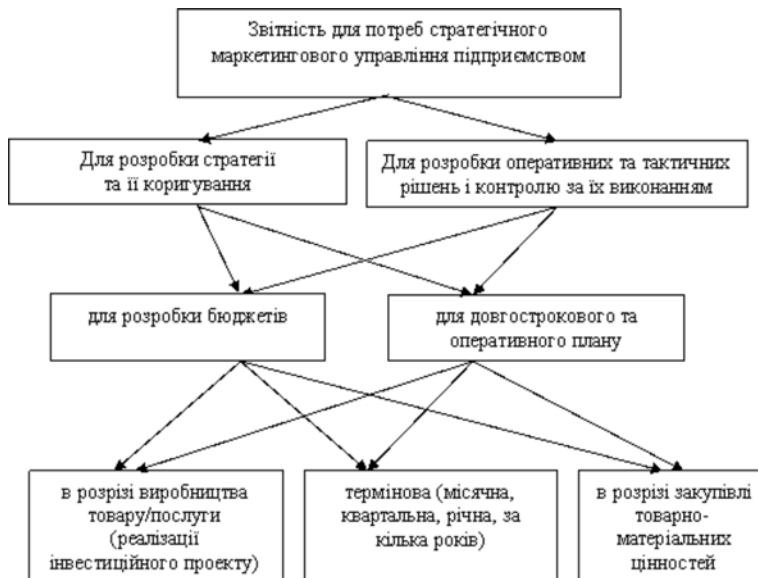 Звітність для потреб стратегічного
маркетингового управління підприємством
Для розробки стратегії
та її коригування
Для розробки оперативних та тактичних
рішень і контролю за їх виконанням
для розробки бюджетів
для довгострокового та
оперативного плану
в розрізі виробництва
товару/послуги
(реалізації
інвестиційного проекту)
термінова (місячна,
квартальна, річна, за
кілька років)
в розрізі закупівлі
товарно-
матеріальних
цінностей